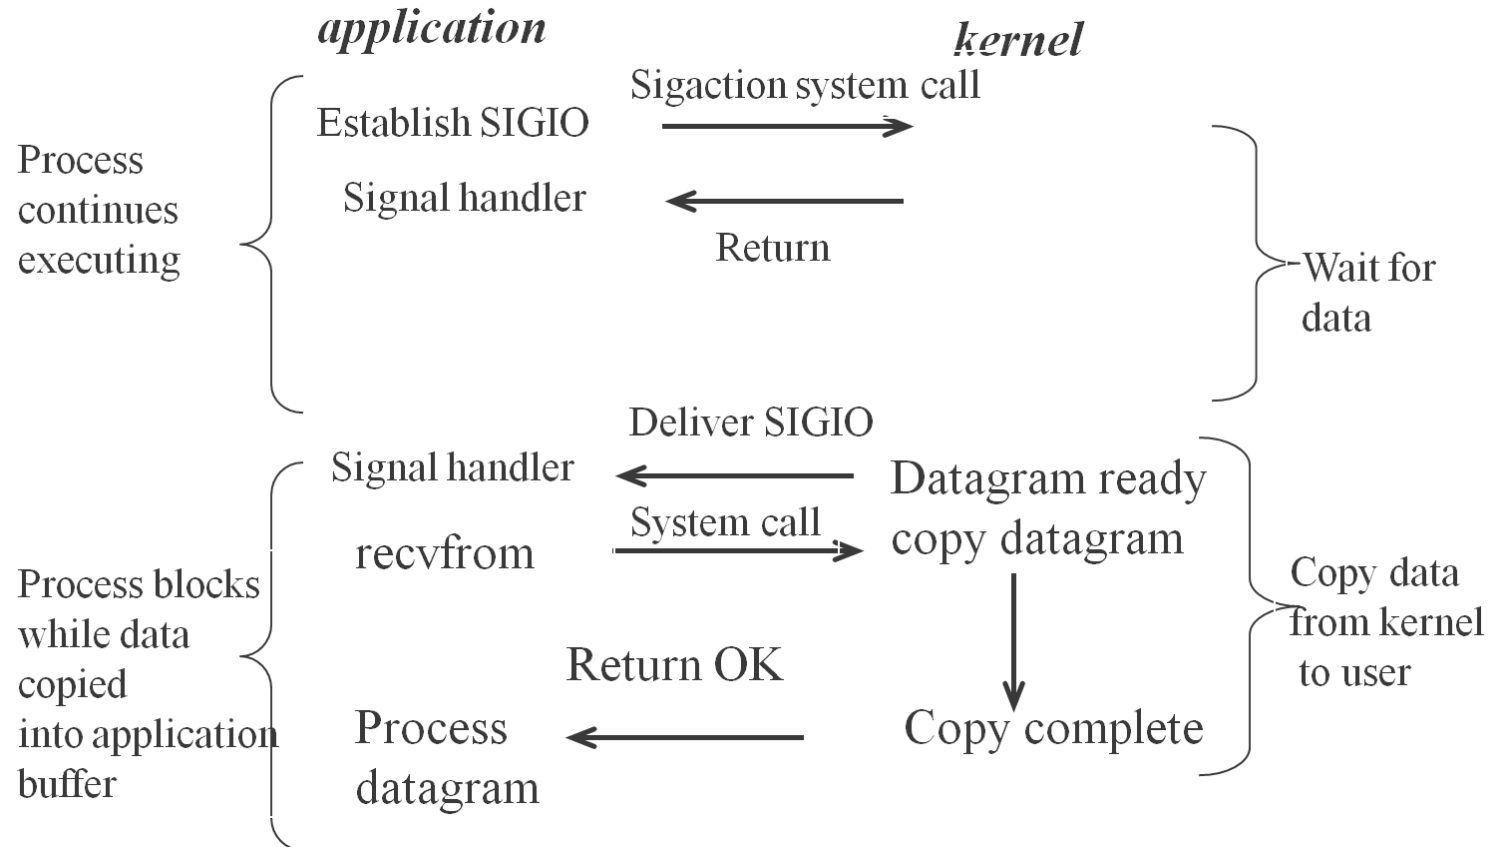 application
kernel
Sigaction system call
Establish SIGIO
Process
continues
executing
Signal handler
Return
Wait for
data
Deliver SIGIO
Signal handler
Datagram ready
System call
copy datagram
recvfrom
Process blocks
while data
copied
into application
buffer
Copy data
from kernel
to user
Return OK
Process
datagram
Copy complete